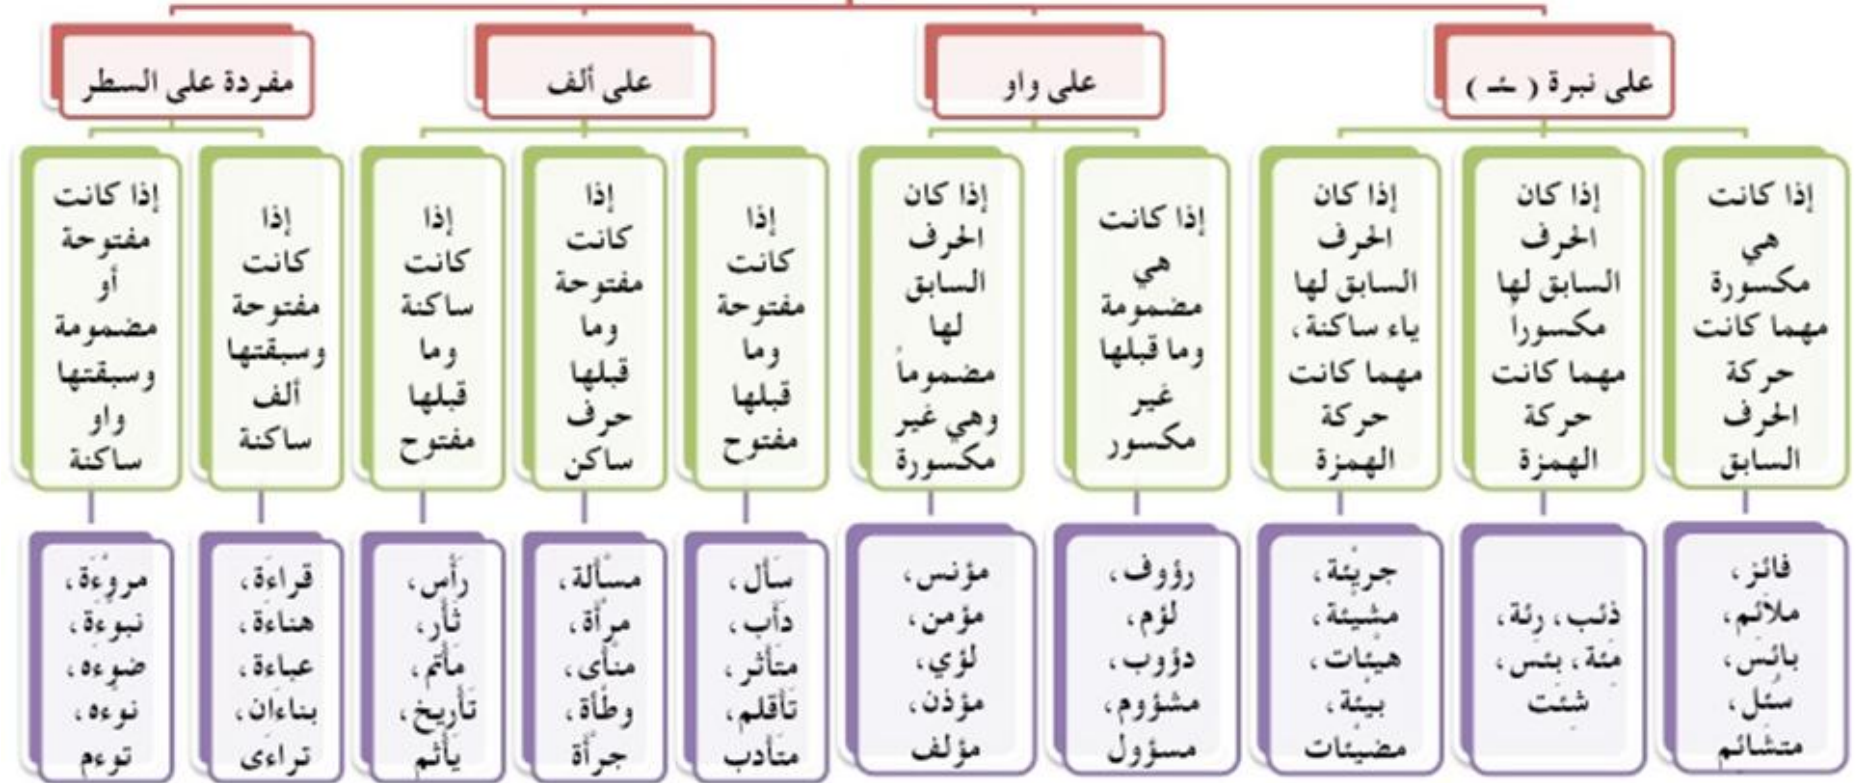 على نبرة ( ـئـ )
على واو
على ألف
مفردة على السطر
إذا كانت
هي
مكسورة
مهما كانت
حركة
الحرف
السابق
إذا كان
الحرف
السابق لها
مكسوراً
مهما كانت
حركة
الهمزة
إذا كان
الحرف
السابق لها
ياء ساكنة،
مهما كانت
حركة
الهمزة
إذا كانت
هي
مضمومة
وما قبلها
غير
مكسور
إذا كان
الحرف
السابق
لها
مضموماً
وهي غير
مكسورة
إذا
كانت
مفتوحة
وما
قبلها
مفتوح
إذا
كانت
مفتوحة
وما
قبلها
حرف
ساكن
إذا
كانت
ساكنة
وما
قبلها
مفتوح
إذا
كانت
مفتوحة
وسبقتها
ألف
ساكنة
إذا كانت
مفتوحة
أو
مضمومة
وسبقتها
واو
ساكنة
فائز،
ملائم،
بائس،
سئل،
متشائم
ذئب، رئة،
مئة، بئس،
شئت
جريئة،
مشيئة،
هيئات،
بيئة،
مضيئات
رؤوف،
لؤم،
دؤوب،
مشؤوم،
مسؤول
مؤنس،
مؤمن،
لؤي،
مؤذن،
مؤلف
سأل،
دأب،
متأثر،
تأقلم،
متأدب
مسألة،
مرأة،
منأى،
وطأة،
جرأة
رأس،
ثأر،
مأتم،
تأريخ،
يأثم
قراءة،
هناءة،
عباءة،
بناءان،
تراءى
مروءة،
نبوءة،
ضوءه،
نوءه،
توءم